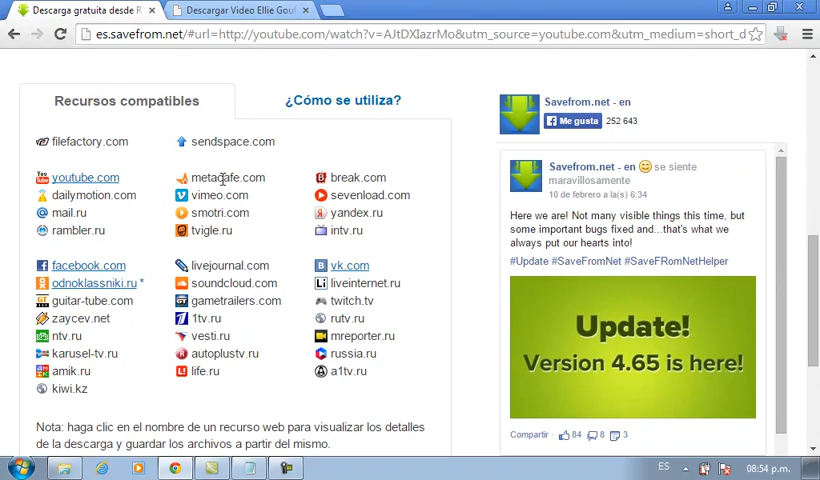 Descarga gratuita desde R
Descargar Video Ellie Goul
es.savefrom.net/#url=http://youtube.com/watch?v=AJtDXIazrMo&utm_source=youtube.com&utm_medium=short_d
Recursos compatibles
¿Cómo se utiliza?
filefactory.com
sendspace.com
youtube.com
metacafe.com
break.com
dailymotion.com
vimeo.com
sevenload.com
mail.ru
smotri.com
yandex.ru
rambler.ru
tvigle.ru
intv.ru
facebook.com
livejournal.com
vk.com
odnoklassniki.ru *
soundcloud.com
liveinternet.ru
guitar-tube.com
gametrailers.com
twitch.tv
zaycev.net
1tv.ru
rutv.ru
ntv.ru
vesti.ru
mreporter.ru
karusel-tv.ru
autoplustv.ru
russia.ru
amik.ru
life.ru
a1tv.ru
kiwi.kz
Nota: haga clic en el nombre de un recurso web para visualizar los detalles
de la descarga y guardar los archivos a partir del mismo.
Savefrom.net - en
Me gusta
252 643
Savefrom.net - en se siente
maravillosamente
10 de febrero a la(s) 6:34
Here we are! Not many visible things this time, but
some important bugs fixed and...that's what we
always put our hearts into!
#Update #SaveFromNet #SaveFRomNetHelper
Update!
Version 4.65 is here!
Compartir · 84 8 3
ES
08:54 p.m.